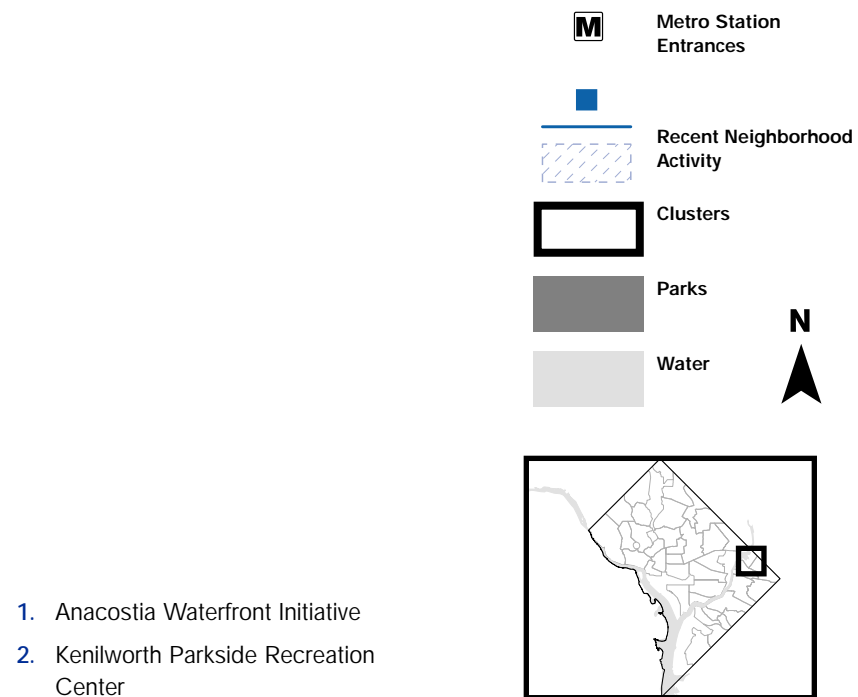 M
Metro Station
Entrances
Recent Neighborhood
Activity
Clusters
Parks
N
Water
1. Anacostia Waterfront Initiative
2. Kenilworth Parkside Recreation
Center